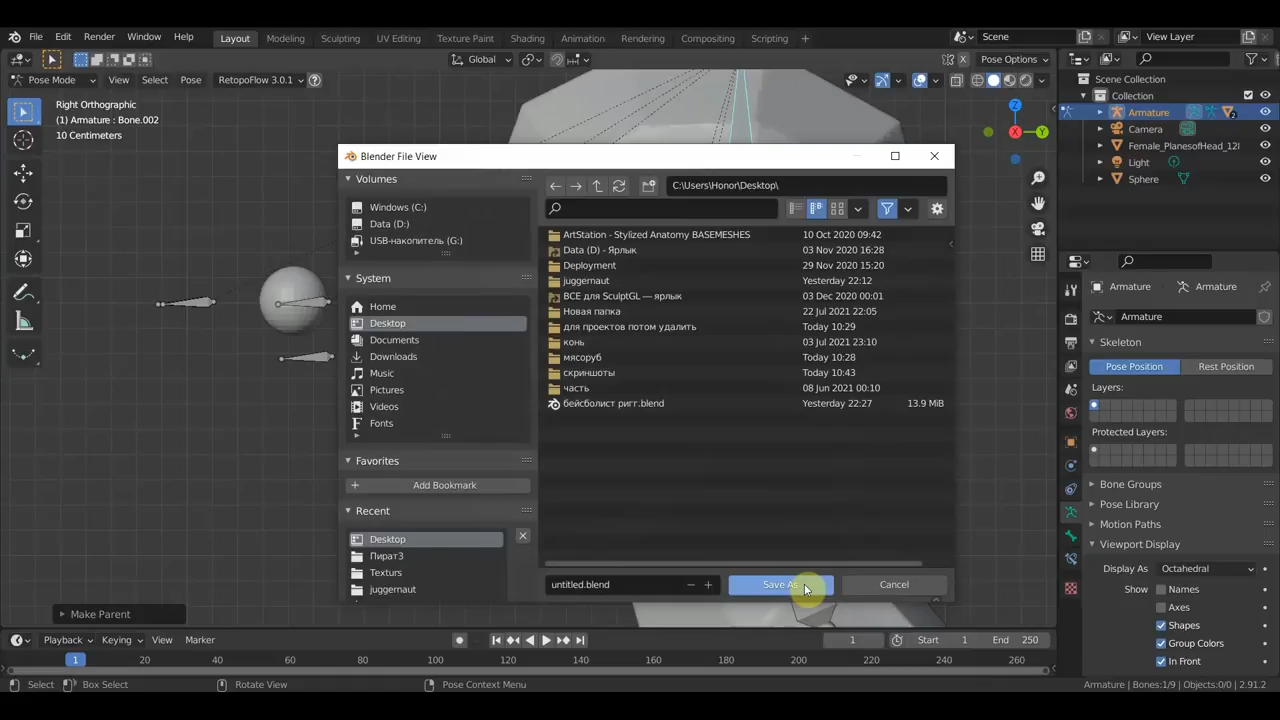 File Edit Render Window Help Layout Modeling Sculpting UV Editing Texture Paint Shading Animation Rendering Compositing Scripting + Scene View Layer
Global Pose Options
Pose Mode View Select Pose RetopoFlow 3.0.1
Right Orthographic
(1) Armature : Bone.002
10 Centimeters
Z
X
Y
Make Parent
Blender File View
Volumes
Windows (C:)
Data (D:)
USB-накопитель (G:)
System
Home
Desktop
Documents
Downloads
Music
Pictures
Videos
Fonts
Favorites
Add Bookmark
Recent
Desktop
Пират3
Texturs
juggernaut
C:\Users\Honor\Desktop\
ArtStation - Stylized Anatomy BASEMESHES 10 Oct 2020 09:42
Data (D) - Ярлык 03 Nov 2020 16:28
Deployment 29 Nov 2020 15:20
juggernaut Yesterday 22:12
ВСЕ для SculptGL — ярлык 03 Dec 2020 00:01
Новая папка 22 Jul 2021 22:05
для проектов потом удалить Today 10:29
конь 03 Jul 2021 23:10
мясоруб Today 10:28
скриншоты Today 10:43
часть 08 Jun 2021 00:10
бейсболист ригг.blend Yesterday 22:27 13.9 MiB
untitled.blend Save As Cancel
Scene Collection
Collection
Armature 2
Camera
Female_PlanesofHead_12
Light
Sphere
Armature Armature
Armature
Skeleton
Pose Position Rest Position
Layers:
Protected Layers:
Bone Groups
Pose Library
Motion Paths
Viewport Display
Display As Octahedral
Show Names
Axes
Shapes
Group Colors
In Front
Playback Keying View Marker 1 Start 1 End 250
1 20 40 60 80 100 120 140 160 180 200 220 240 260
Select Box Select Rotate View Pose Context Menu Armature | Bones:1/9 | Objects:0/0 | 2.91.2